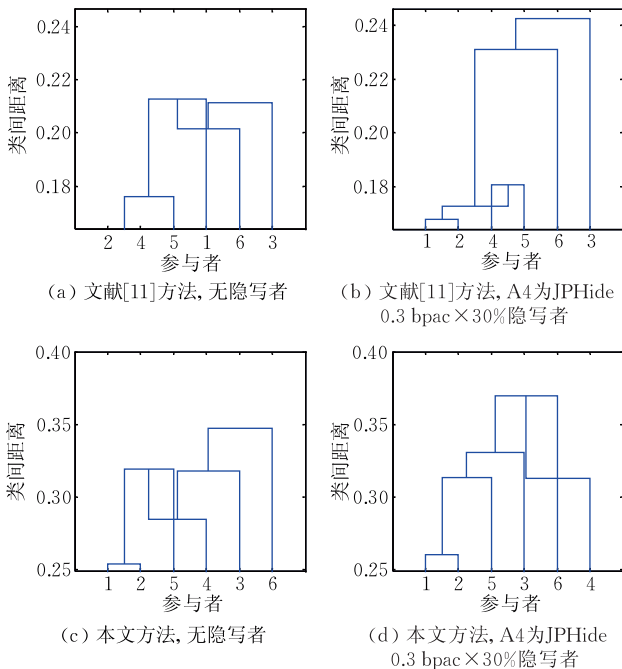 0.24
0.22
0.20
0.18
类间距离
2 4 5 1 6 3
参与者
(a) 文献[11]方法, 无隐写者
0.24
0.22
0.20
0.18
类间距离
1 2 4 5 6 3
参与者
(b) 文献[11]方法, A4为JPHide
0.3 bpac×30%隐写者
0.40
0.35
0.30
0.25
类间距离
1 2 5 4 3 6
参与者
(c) 本文方法, 无隐写者
0.40
0.35
0.30
0.25
类间距离
1 2 5 3 6 4
参与者
(d) 本文方法, A4为JPHide
0.3 bpac×30%隐写者